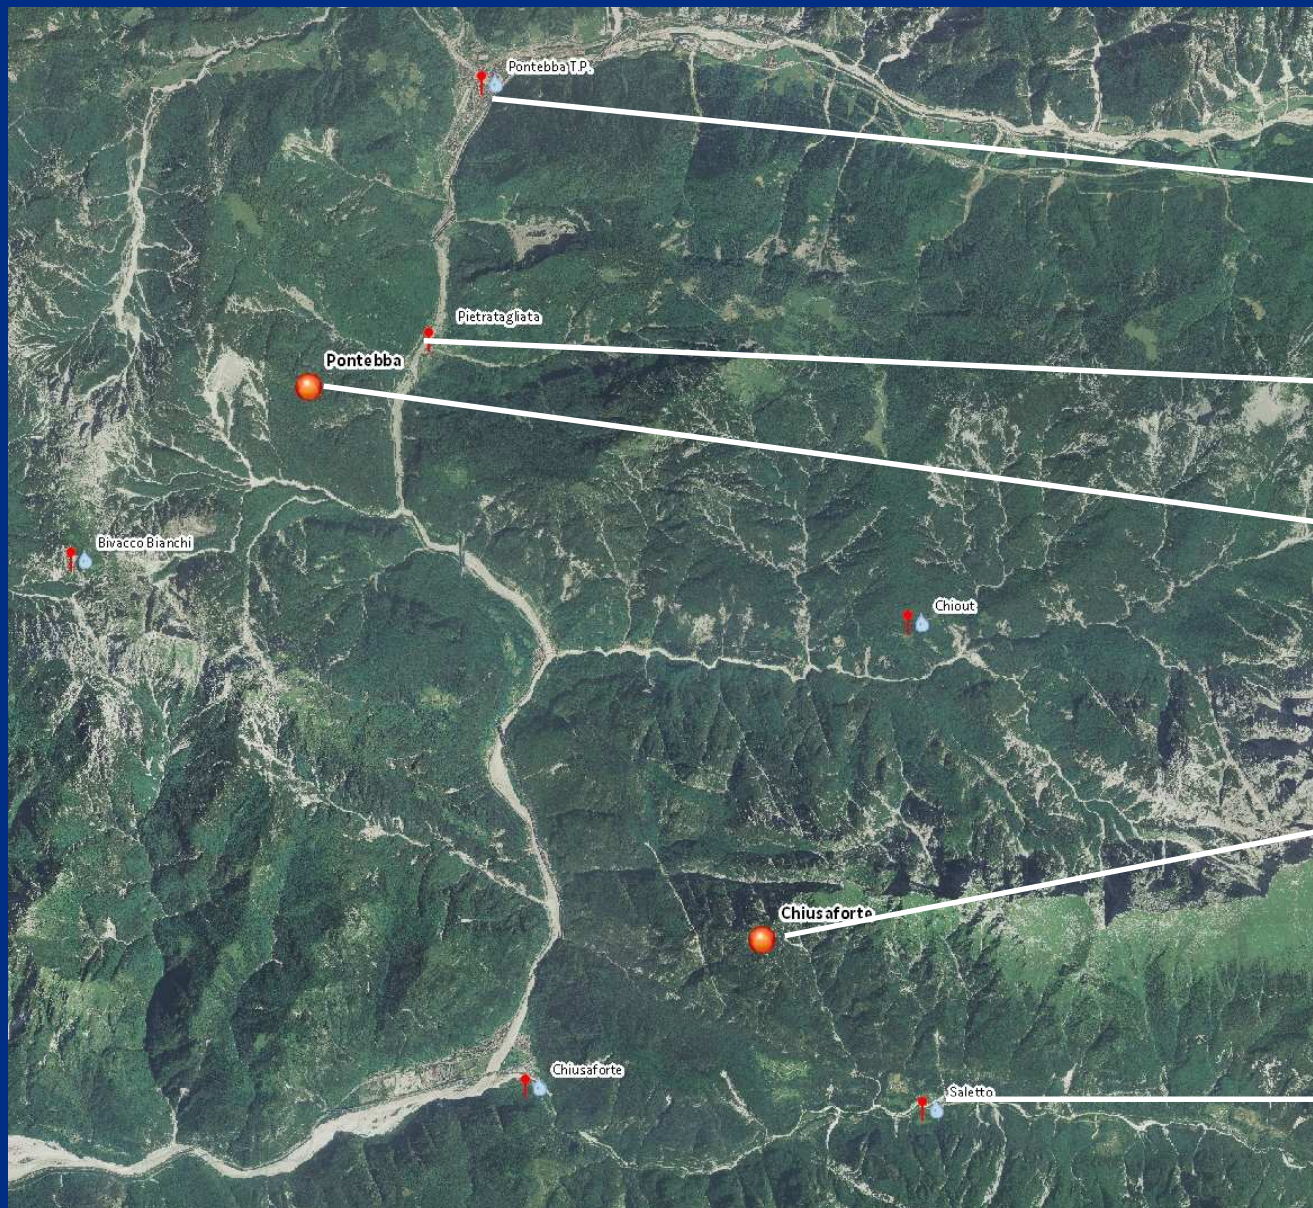 Pontebba T.P.
Pietratagliata
Pontebba
Bivacco Bianchi
Chiout
Chiusaforte
Chiusaforte
Saletto